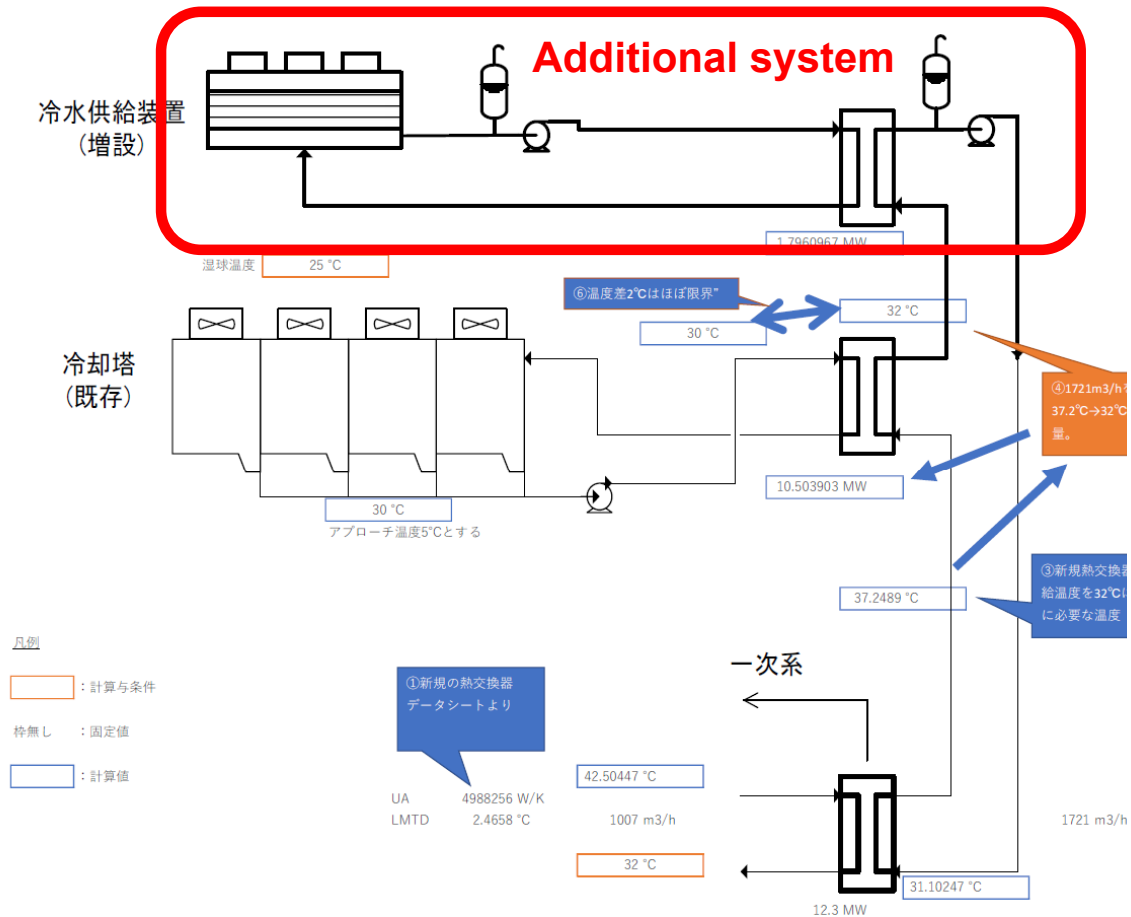 Additional system
冷水供給装置
(増設)
1.7960967 MW
湿球温度
25 °C
⑥温度差2℃はほぼ限界”
30 °C
32 °C
冷却塔
(既存)
④1721m3/h
37.2℃→32℃
量。
10.503903 MW
30 °C
アプローチ温度5°Cとする
③新規熱交換器
給温度を32℃に
に必要な温度
37.2489 °C
凡例
：計算与条件
枠無し ：固定値
：計算値
一次系
①新規の熱交換器
データシートより
42.50447 °C
UA 4988256 W/K
LMTD 2.4658 °C
1007 m3/h
1721 m3/h
32 °C
31.10247 °C
12.3 MW